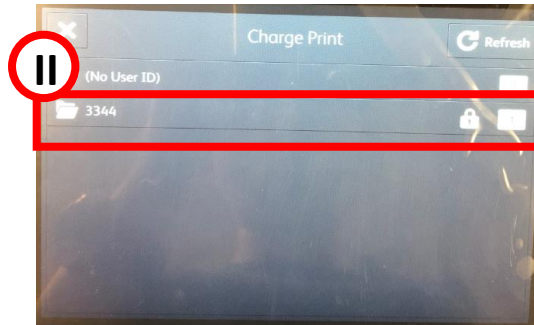 Charge Print
Refresh
II
(No User ID)
3344